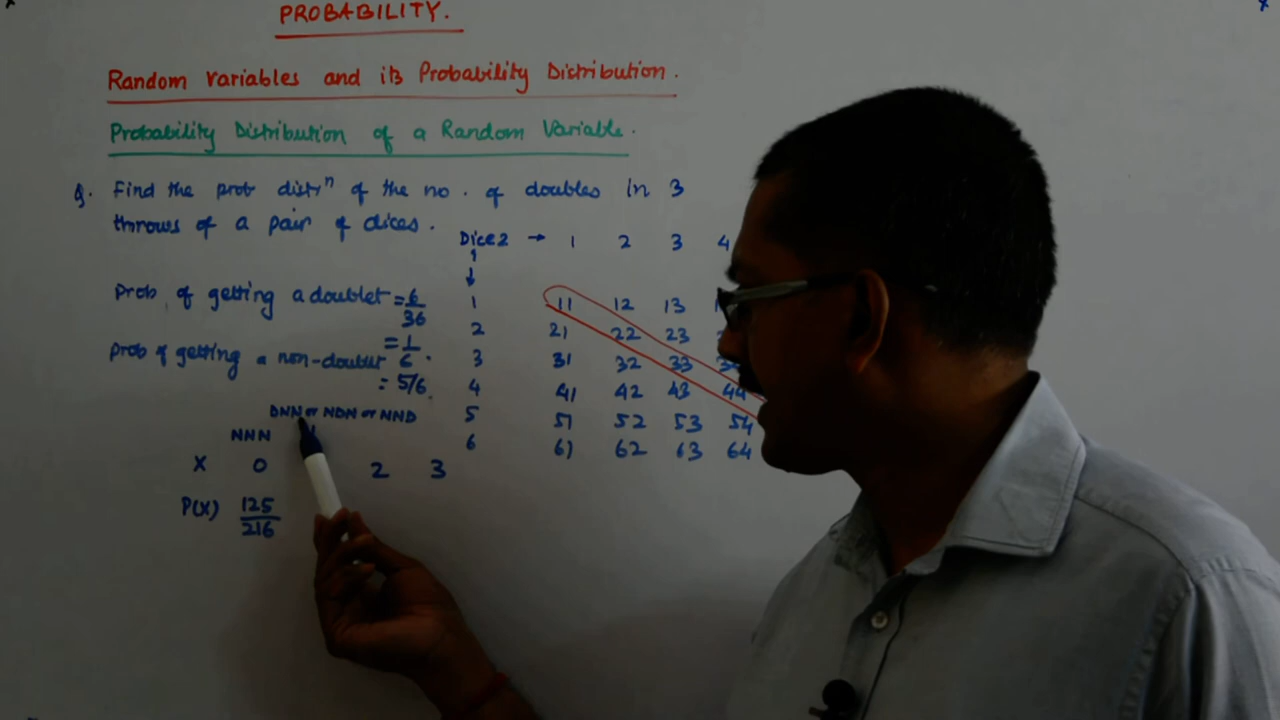 PROBABILITY.
Random variables and its Probability Distribution.
Probability Distribution of a Random Variable.
Q. Find the prob distrⁿ of the no. of doubles in 3
throws of a pair of dices.
Dice2 → 1 2 3 4
Prob. of getting a doublet = 6/36
= 1/6.
Prob of getting a non-doublet
= 5/6.
1 11 12 13
2 21 22 23
3 31 32 33
4 41 42 43 44
5 51 52 53 54
6 61 62 63 64
DNN or NDN or NND
NNN
X 0 2 3
P(X) 125/216